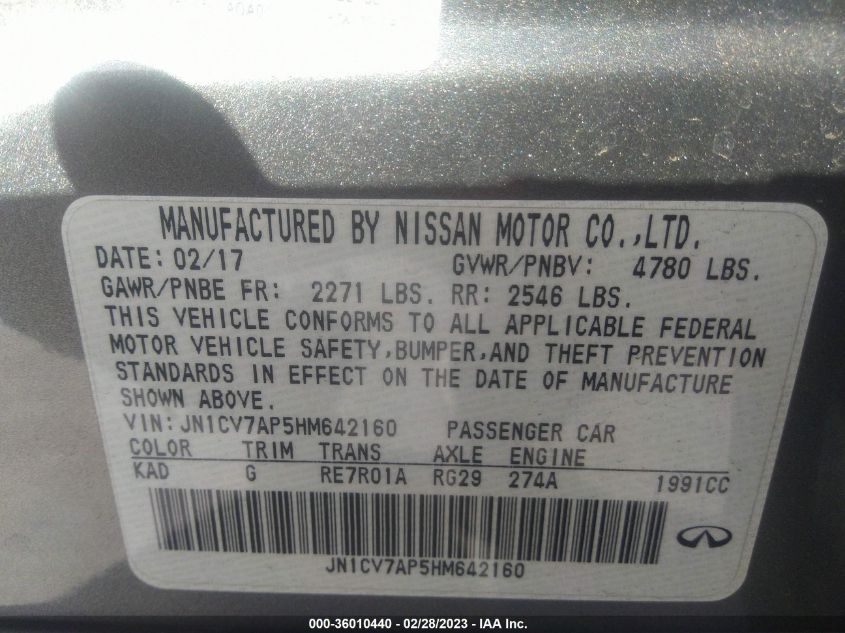 MANUFACTURED BY NISSAN MOTOR CO.,LTD.
DATE: 02/17 GVWR/PNBV: 4780 LBS.
GAWR/PNBE FR: 2271 LBS. RR: 2546 LBS.
THIS VEHICLE CONFORMS TO ALL APPLICABLE FEDERAL
MOTOR VEHICLE SAFETY,BUMPER,AND THEFT PREVENTION
STANDARDS IN EFFECT ON THE DATE OF MANUFACTURE
SHOWN ABOVE.
VIN: JN1CV7AP5HM642160 PASSENGER CAR
COLOR TRIM TRANS AXLE ENGINE
KAD G RE7R01A RG29 274A 1991CC
JN1CV7AP5HM642160
000-36010440 - 02/28/2023 - IAA Inc.